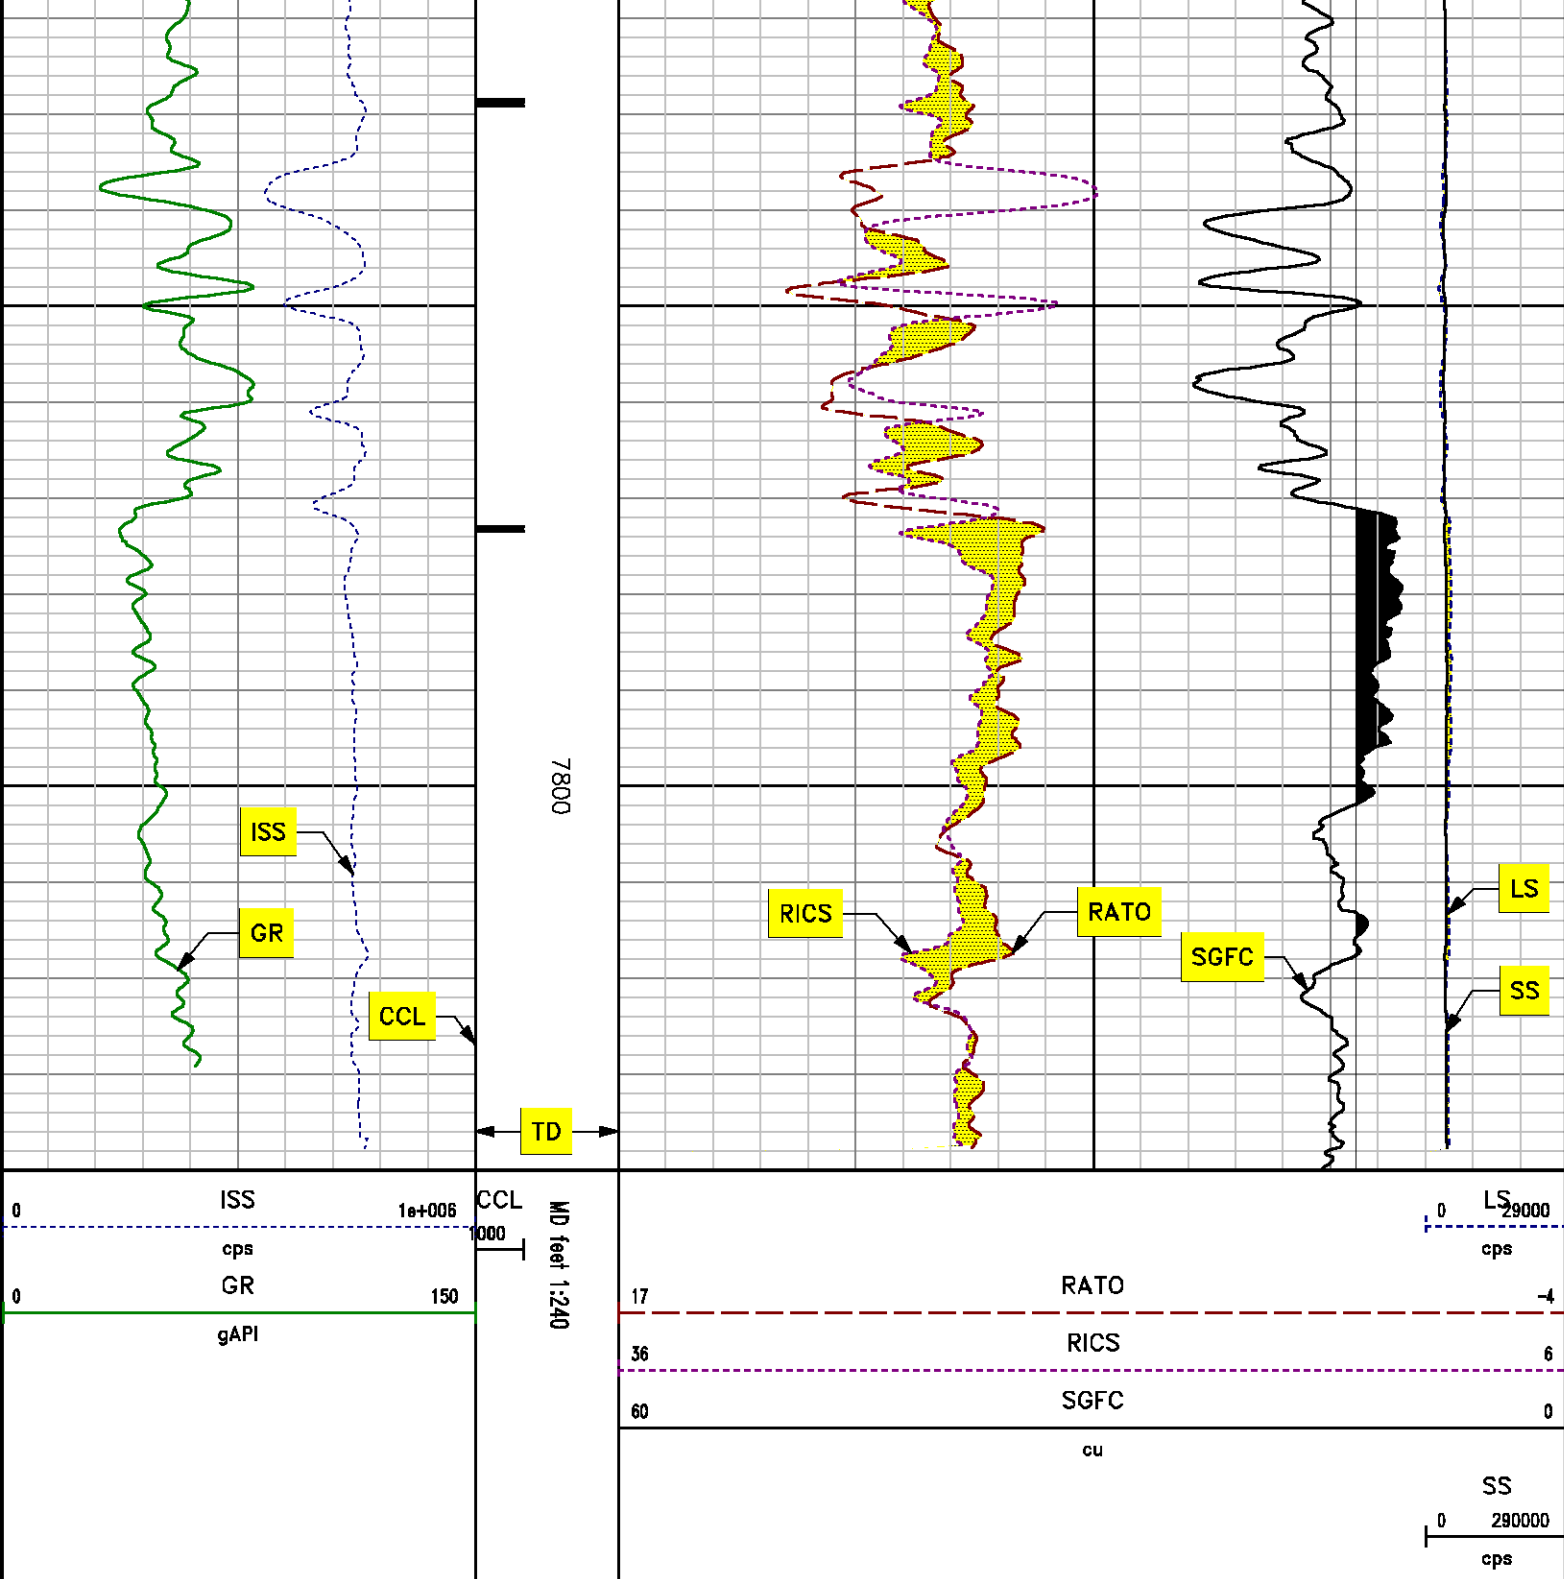 7800
ISS
GR
CCL
RICS
RATO
SGFC
LS
SS
TD
0 ISS 1e+006
cps
GR
0 150
gAPI
CCL
1000
MD feet 1:240
LS
0 29000
cps
RATO
17 -4
RICS
36 6
SGFC
60 0
cu
SS
0 290000
cps